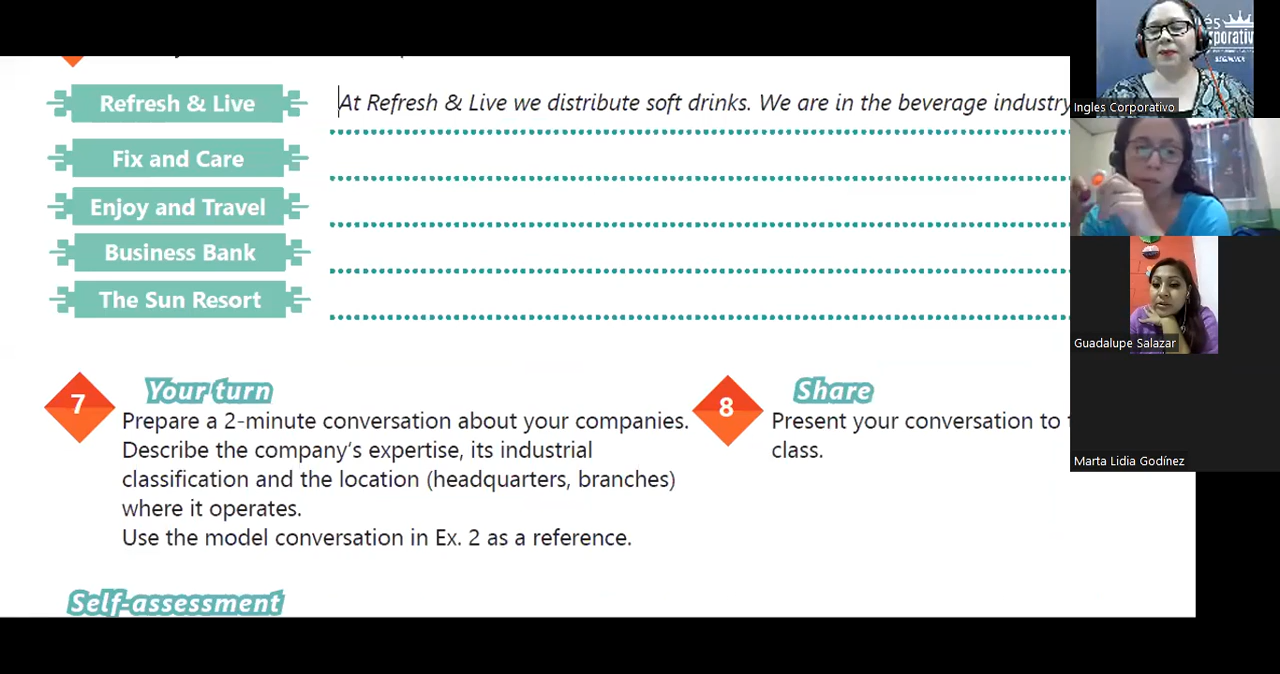 Refresh & Live
At Refresh & Live we distribute soft drinks. We are in the beverage industry
Fix and Care
Enjoy and Travel
Business Bank
The Sun Resort
7
Your turn
Prepare a 2-minute conversation about your companies.
Describe the company's expertise, its industrial
classification and the location (headquarters, branches)
where it operates.
Use the model conversation in Ex. 2 as a reference.
8
Share
Present your conversation to
class.
Self-assessment
Ingles Corporativo
Guadalupe Salazar
Marta Lidia Godínez